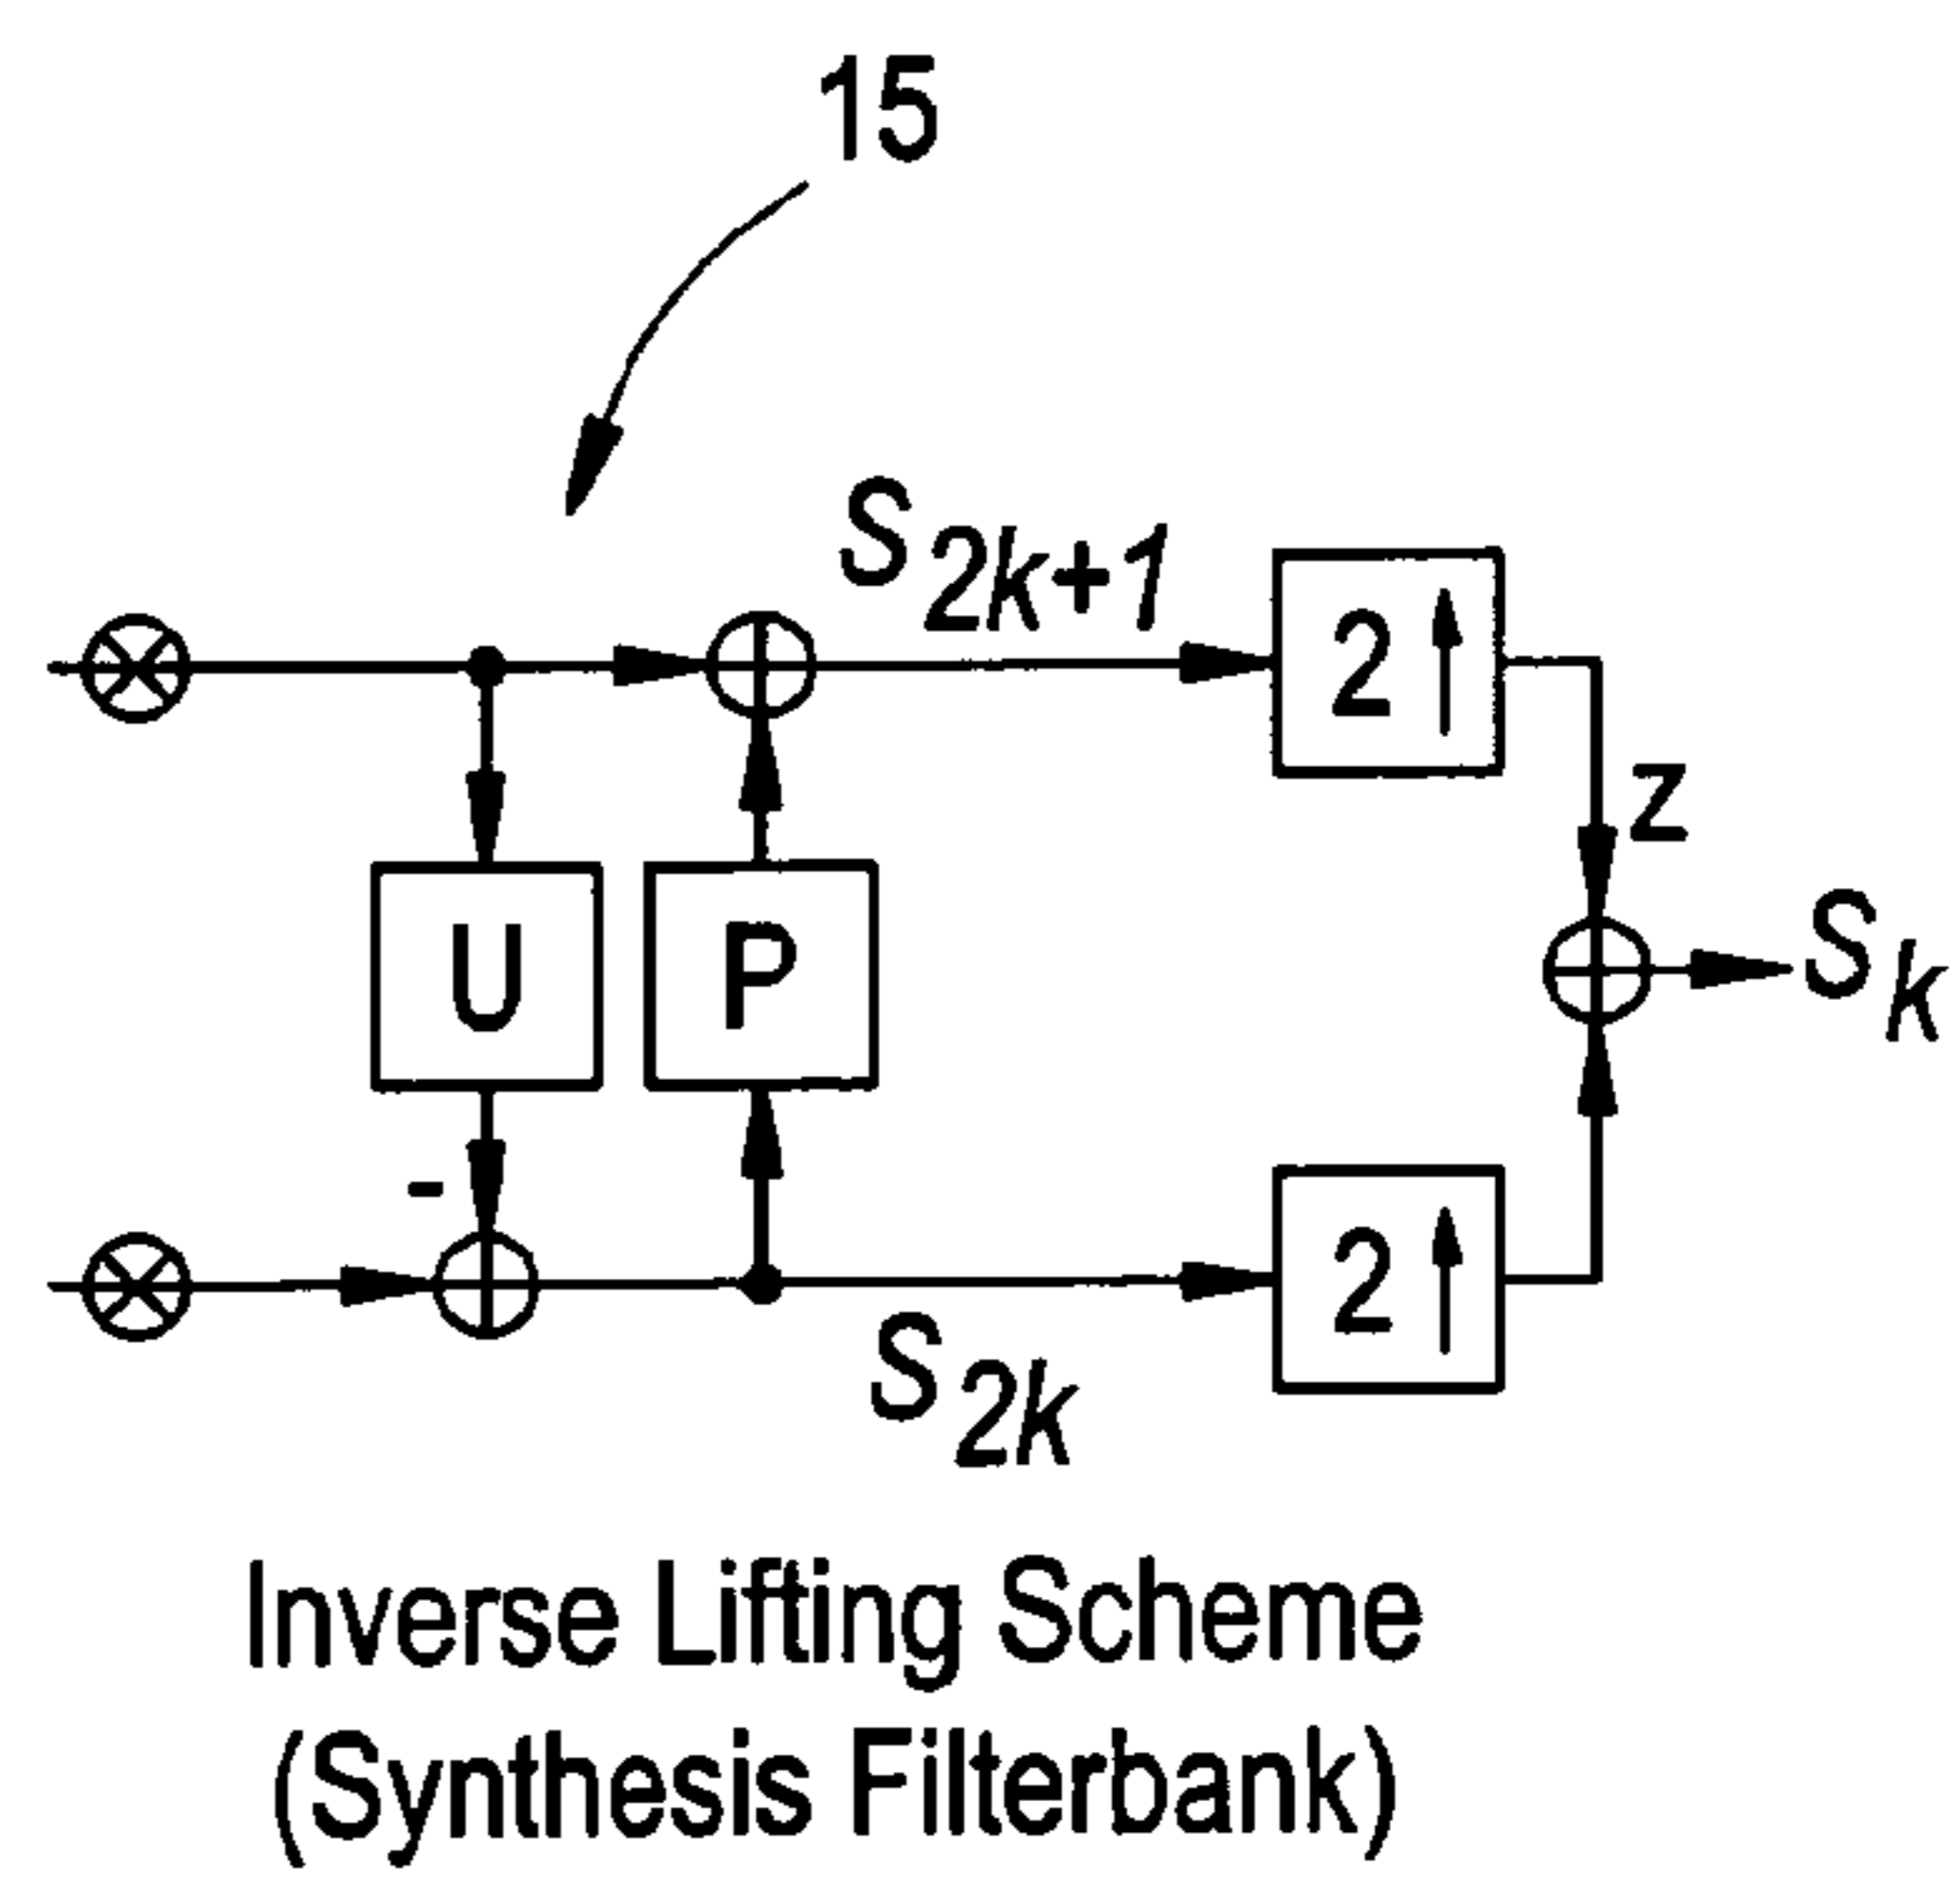 15
S2k+1
2↑
z
U
P
Sk
-
2↑
S2k
Inverse Lifting Scheme
(Synthesis Filterbank)